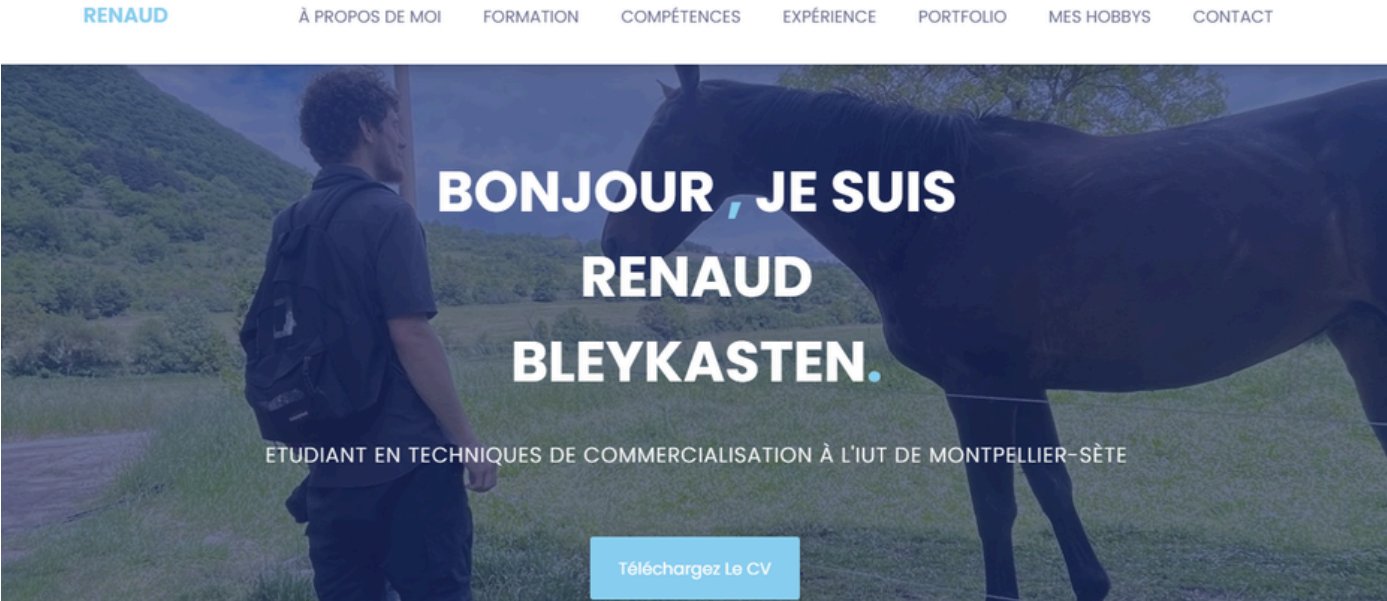 RENAUD À PROPOS DE MOI FORMATION COMPÉTENCES EXPÉRIENCE PORTFOLIO MES HOBBYS CONTACT
BONJOUR , JE SUIS
RENAUD
BLEYKASTEN.
ETUDIANT EN TECHNIQUES DE COMMERCIALISATION À L'IUT DE MONTPELLIER-SÈTE
Téléchargez Le CV